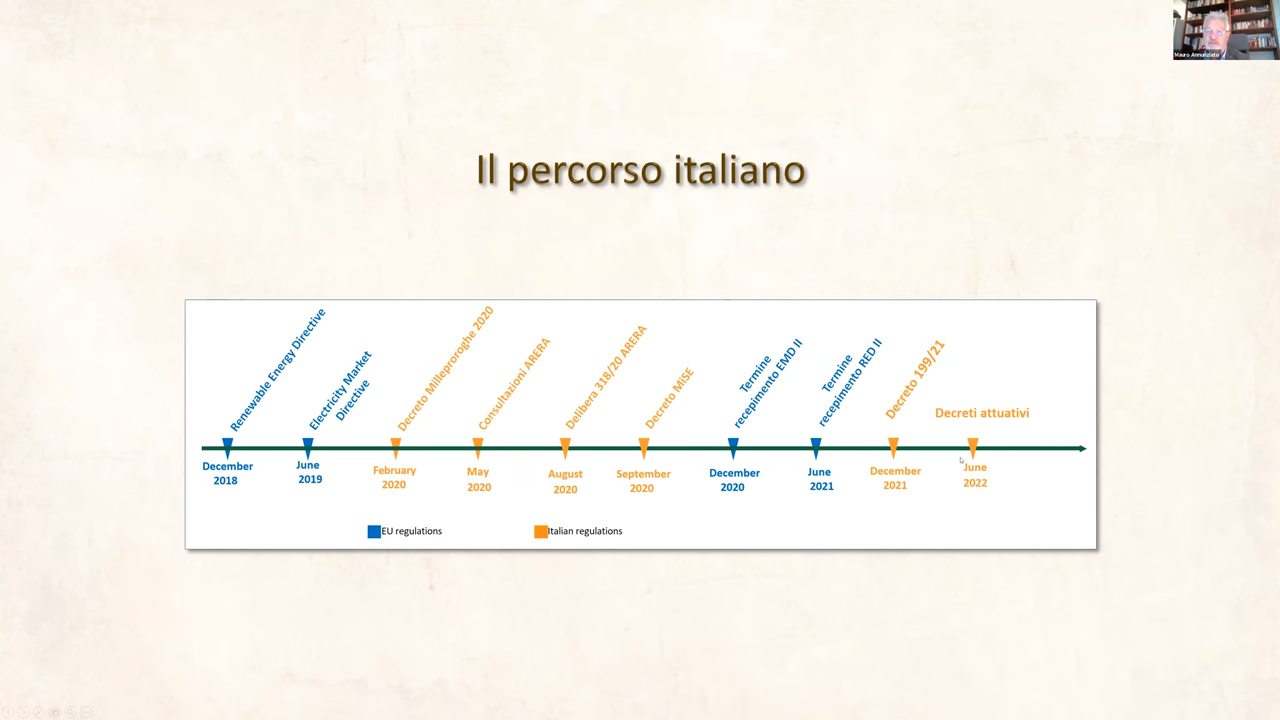 Mauro Annunziato
Il percorso italiano
Renewable Energy Directive
Electricity Market
Directive
Decreto Milleproroghe 2020
Consultazioni ARERA
Delibera 318/20 ARERA
Decreto MiSE
Termine
recepimento EMD II
Termine
recepimento RED II
Decreto 199/21
Decreti attuativi
December
2018
June
2019
February
2020
May
2020
August
2020
September
2020
December
2020
June
2021
December
2021
June
2022
EU regulations
Italian regulations